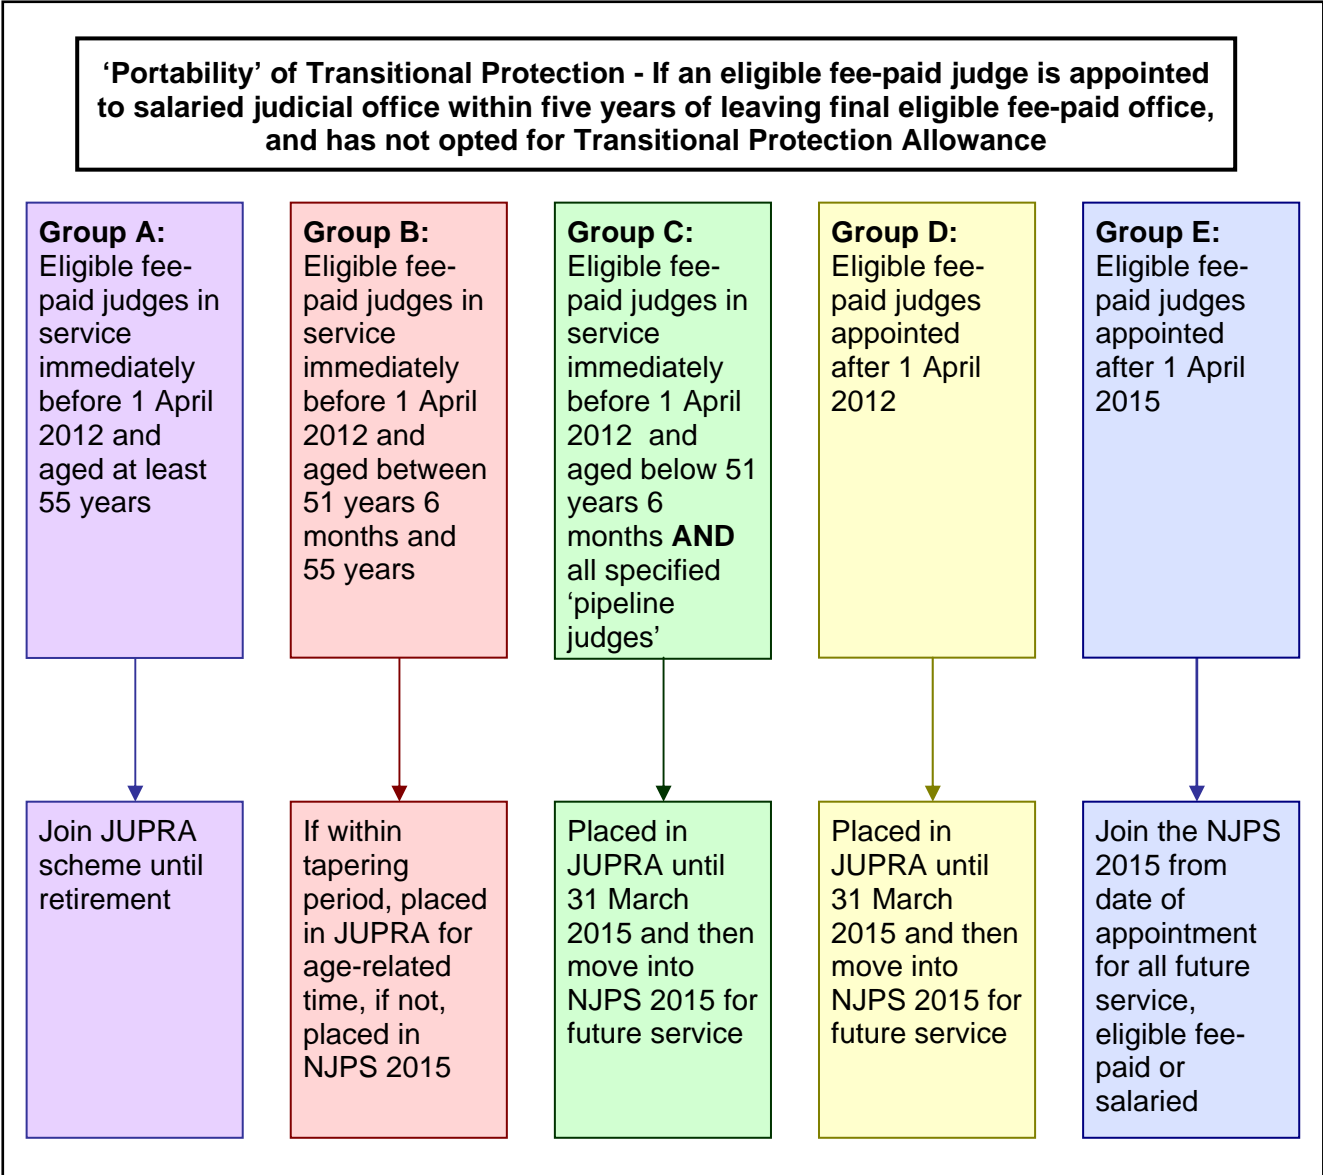 ‘Portability’ of Transitional Protection - If an eligible fee-paid judge is appointed
to salaried judicial office within five years of leaving final eligible fee-paid office,
and has not opted for Transitional Protection Allowance
Group A:
Eligible fee-
paid judges in
service
immediately
before 1 April
2012 and
aged at least
55 years
Group B:
Eligible fee-
paid judges in
service
immediately
before 1 April
2012 and
aged between
51 years 6
months and
55 years
Group C:
Eligible fee-
paid judges in
service
immediately
before 1 April
2012 and
aged below 51
years 6
months AND
all specified
‘pipeline
judges’
Group D:
Eligible fee-
paid judges
appointed
after 1 April
2012
Group E:
Eligible fee-
paid judges
appointed
after 1 April
2015
Join JUPRA
scheme until
retirement
If within
tapering
period, placed
in JUPRA for
age-related
time, if not,
placed in
NJPS 2015
Placed in
JUPRA until
31 March
2015 and then
move into
NJPS 2015 for
future service
Placed in
JUPRA until
31 March
2015 and then
move into
NJPS 2015 for
future service
Join the NJPS
2015 from
date of
appointment
for all future
service,
eligible fee-
paid or
salaried